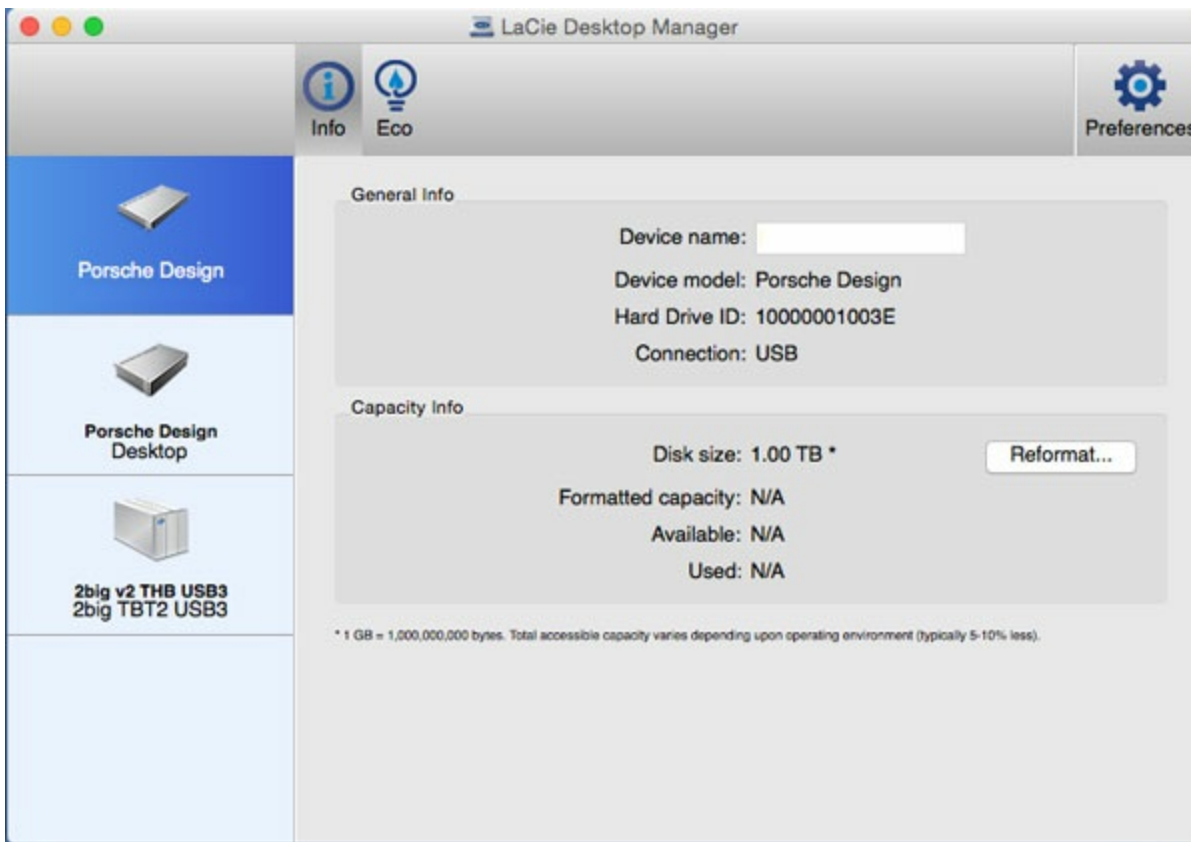 LaCie Desktop Manager
Info
Eco
Preferences
Porsche Design
Porsche Design
Desktop
2big v2 THB USB3
2big TBT2 USB3
General Info
Device name:
Device model: Porsche Design
Hard Drive ID: 10000001003E
Connection: USB
Capacity Info
Disk size: 1.00 TB *
Reformat...
Formatted capacity: N/A
Available: N/A
Used: N/A
* 1 GB = 1,000,000,000 bytes. Total accessible capacity varies depending upon operating environment (typically 5-10% less).